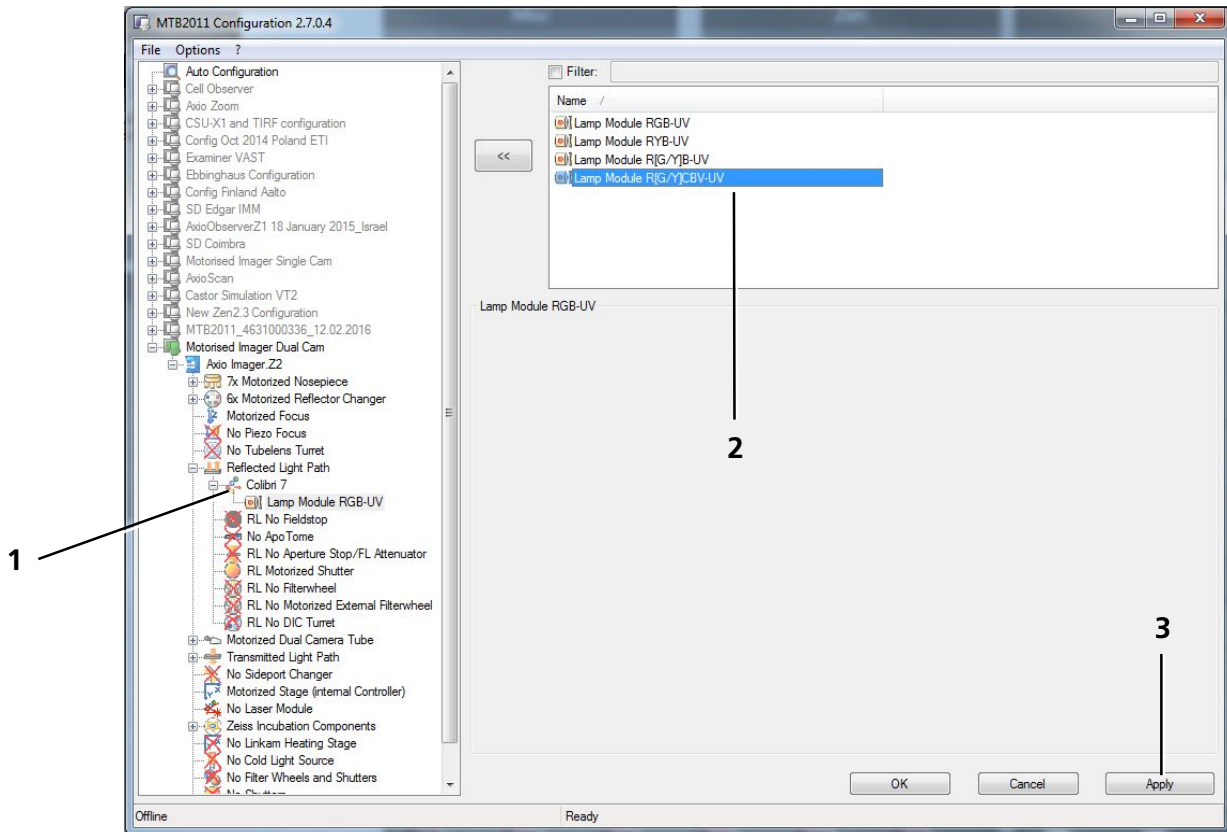 MTB2011 Configuration 2.7.0.4
File Options ?
Auto Configuration
Cell Observer
Axio Zoom
CSU-X1 and TIRF configuration
Config Oct 2014 Poland ETI
Examiner VAST
Ebbinghaus Configuration
Config Finland Aalto
SD Edgar IMM
AxioObserverZ1 18 January 2015_Israel
SD Coimbra
Motorised Imager Single Cam
AxioScan
Castor Simulation VT2
New Zen2.3 Configuration
MTB2011_4631000336_12.02.2016
Motorised Imager Dual Cam
Axio Imager.Z2
7x Motorized Nosepiece
6x Motorized Reflector Changer
Motorized Focus
No Piezo Focus
No Tubelens Turret
Reflected Light Path
Colibri 7
Lamp Module RGB-UV
RL No Fieldstop
No ApoTome
RL No Aperture Stop/FL Attenuator
RL Motorized Shutter
RL No Filterwheel
RL No Motorized External Filterwheel
RL No DIC Turret
Motorized Dual Camera Tube
Transmitted Light Path
No Sideport Changer
Motorized Stage (internal Controller)
No Laser Module
Zeiss Incubation Components
No Linkam Heating Stage
No Cold Light Source
No Filter Wheels and Shutters
<<
Filter:
Name /
Lamp Module RGB-UV
Lamp Module RYB-UV
Lamp Module R[G/Y]B-UV
Lamp Module R[G/Y]CBV-UV
Lamp Module RGB-UV
1
2
3
OK Cancel Apply
Offline Ready